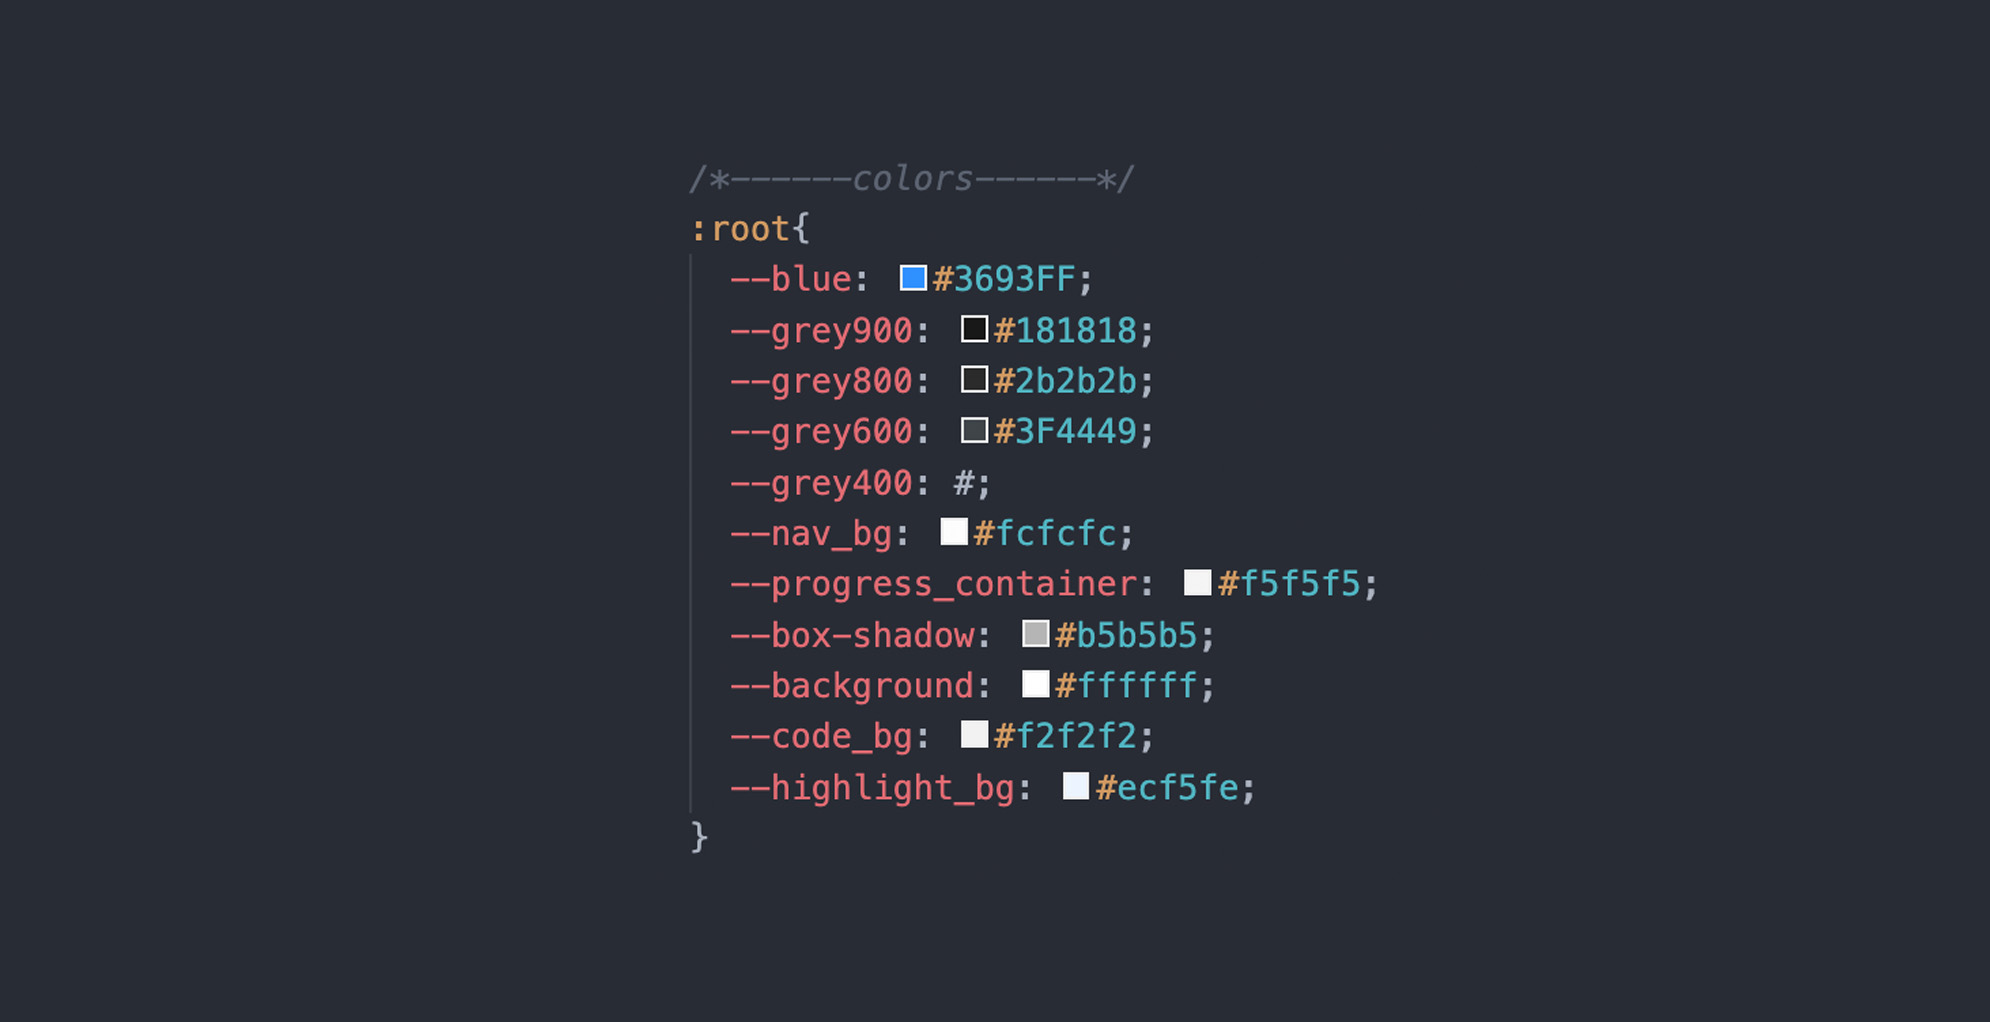 /*------colors------*/
:root{
--blue: #3693FF;
--grey900: #181818;
--grey800: #2b2b2b;
--grey600: #3F4449;
--grey400: #;
--nav_bg: #fcfcfc;
--progress_container: #f5f5f5;
--box-shadow: #b5b5b5;
--background: #ffffff;
--code_bg: #f2f2f2;
--highlight_bg: #ecf5fe;
}